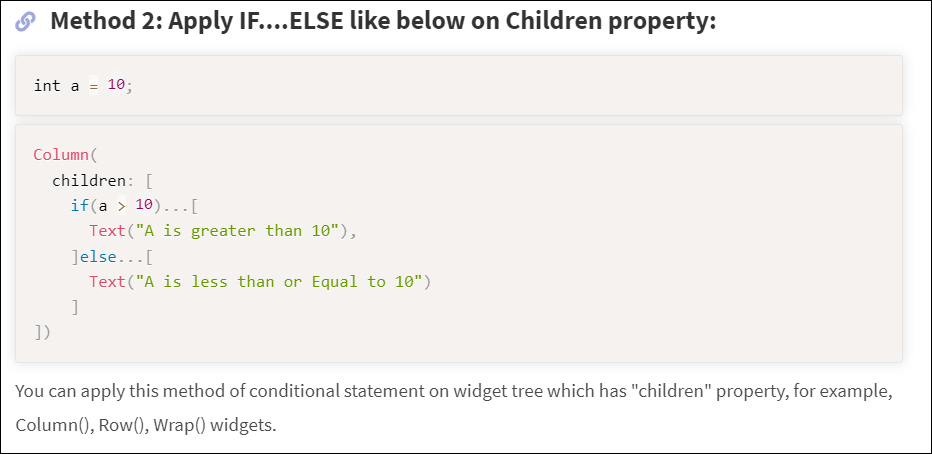 Method 2: Apply IF....ELSE like below on Children property:
int a = 10;
Column(
  children: [
    if(a > 10)...[
      Text("A is greater than 10"),
    ]else...[
      Text("A is less than or Equal to 10")
    ]
])
You can apply this method of conditional statement on widget tree which has "children" property, for example,
Column(), Row(), Wrap() widgets.